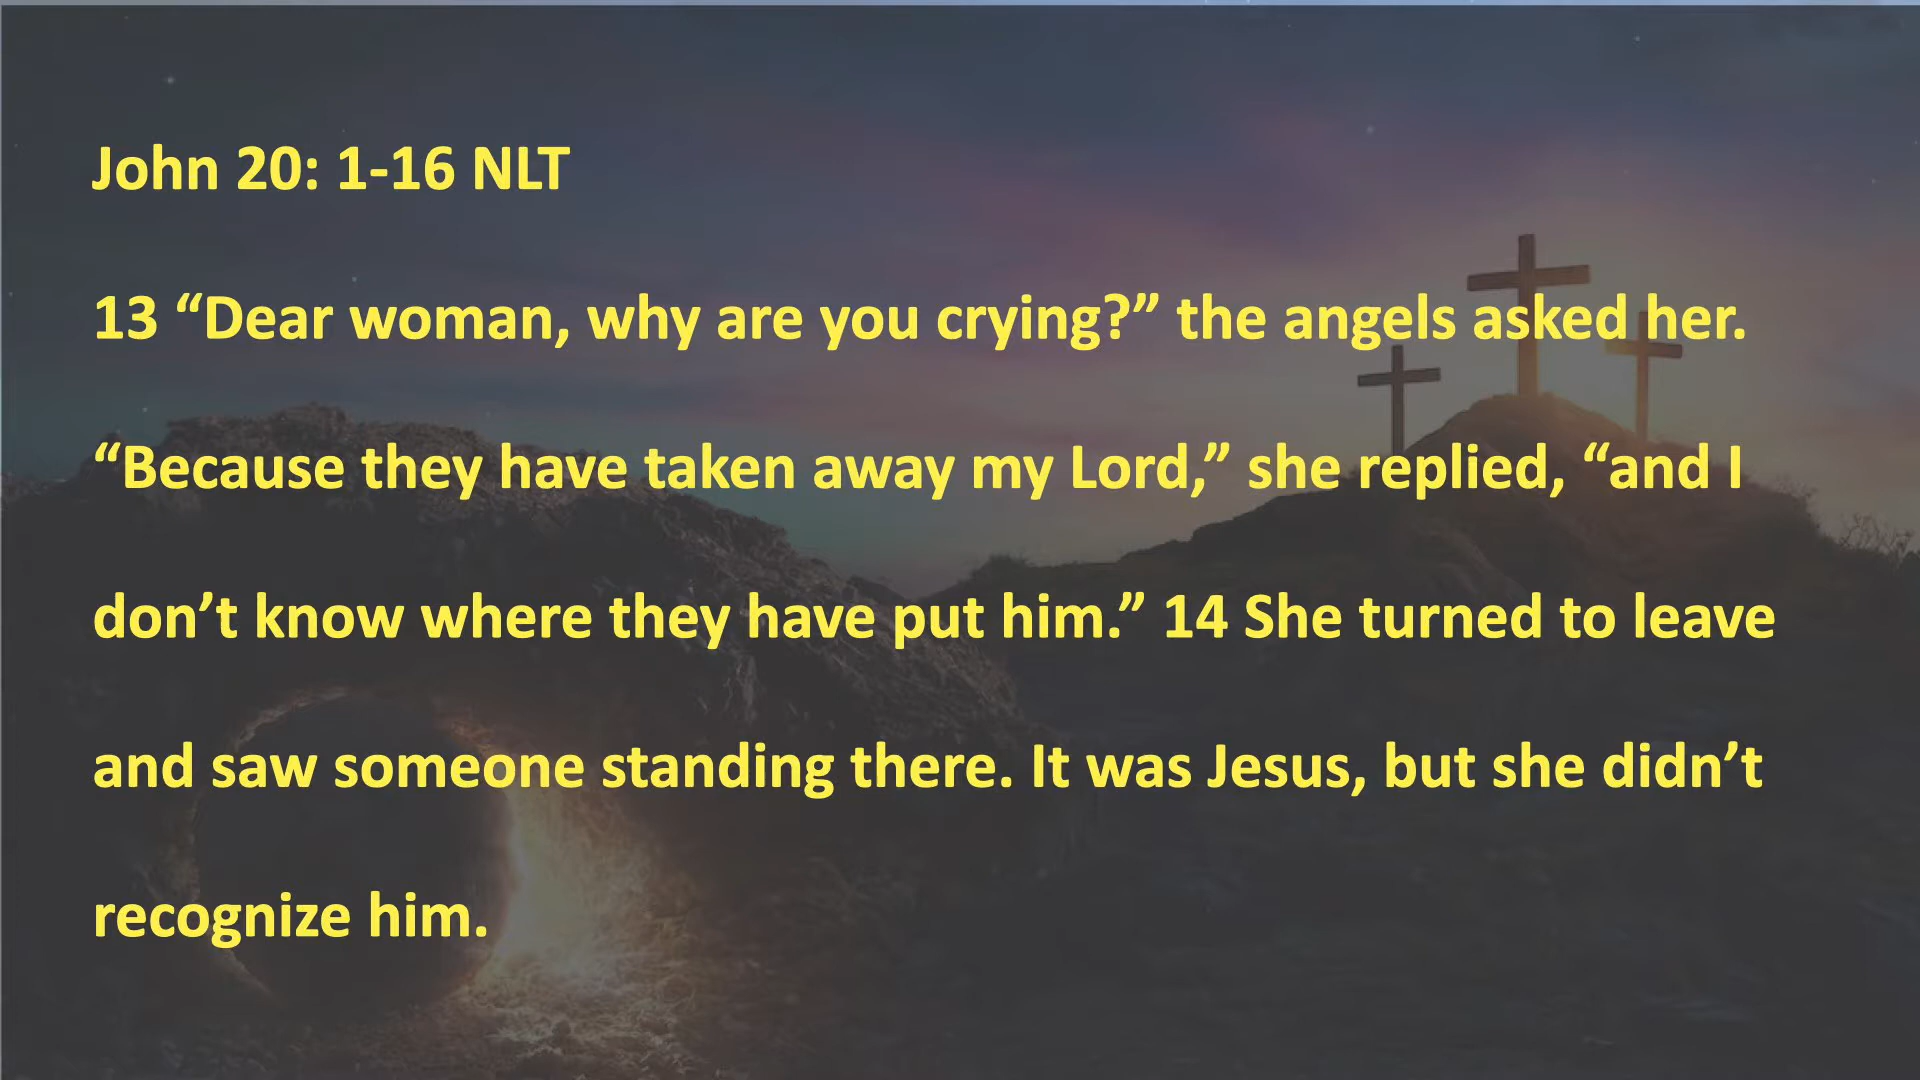 John 20: 1-16 NLT
13 “Dear woman, why are you crying?” the angels asked her.
“Because they have taken away my Lord,” she replied, “and I
don’t know where they have put him.” 14 She turned to leave
and saw someone standing there. It was Jesus, but she didn’t
recognize him.